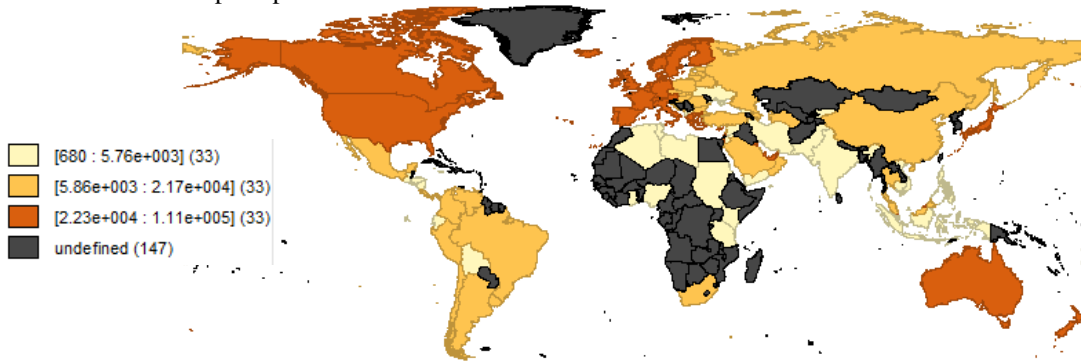 [680 : 5.76e+003] (33)
[5.86e+003 : 2.17e+004] (33)
[2.23e+004 : 1.11e+005] (33)
undefined (147)